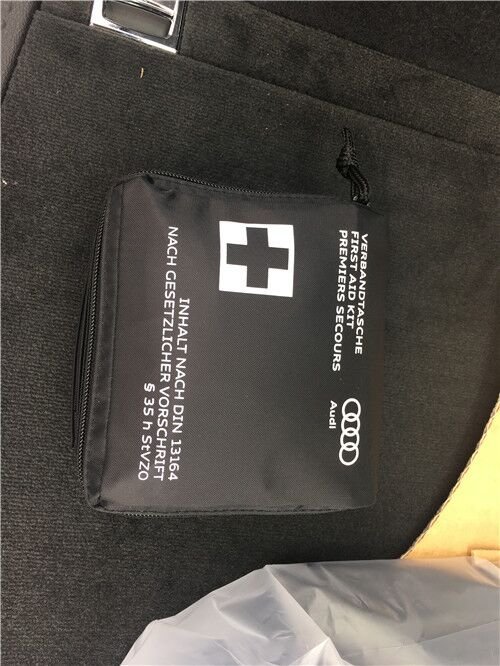 VERBANDTASCHE
FIRST AID KIT
PREMIERS SECOURS
Audi
INHALT NACH DIN 13164
NACH GESETZLICHER VORSCHRIFT
§ 35 h StVZO